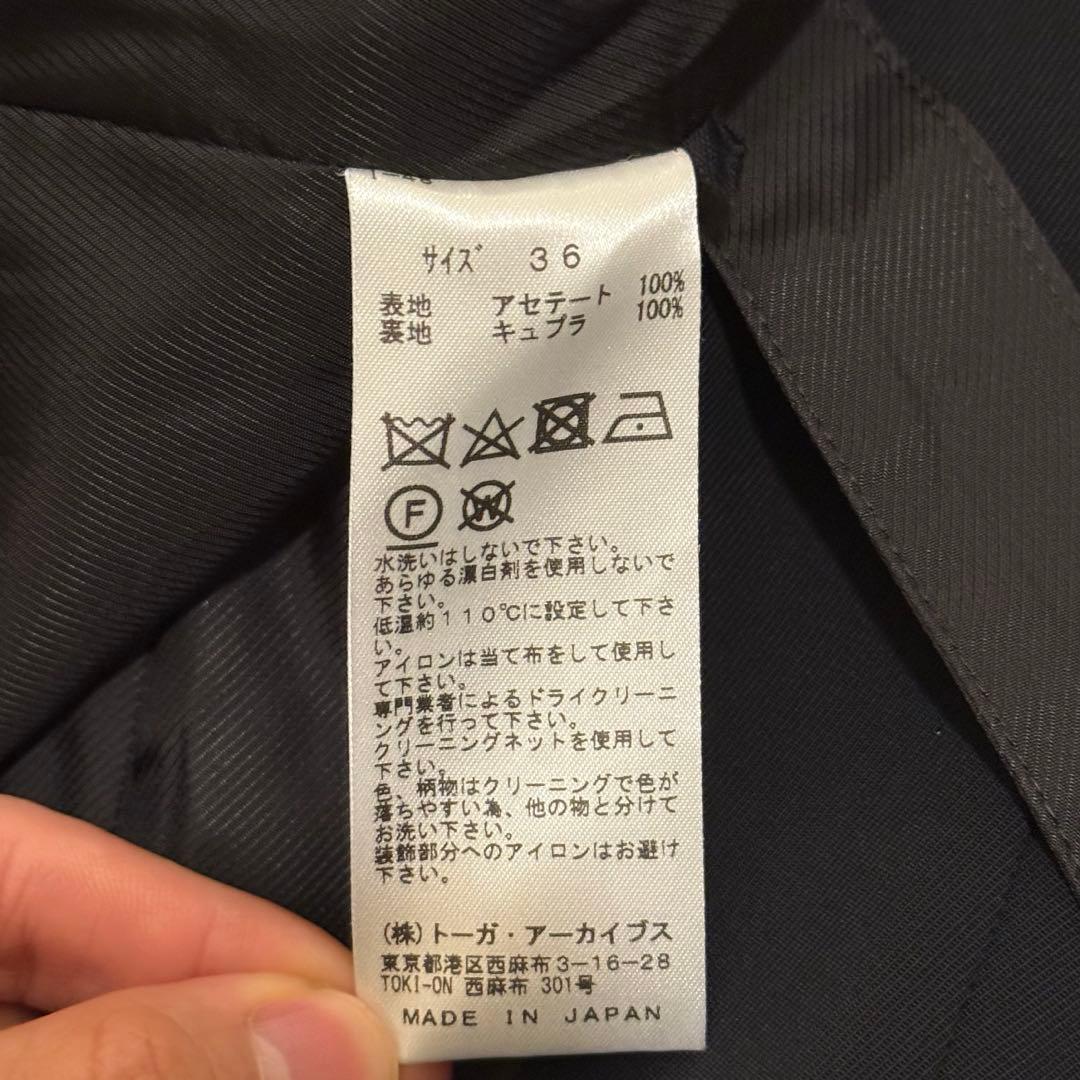 サイズ 36
表地 アセテート 100%
裏地 キュプラ 100%
F W
水洗いはしないで下さい。
あらゆる漂白剤を使用しないで
下さい。
低温約110℃に設定して下さ
い。
アイロンは当て布をして使用し
て下さい。
専門業者によるドライクリーニ
ングを行って下さい。
クリーニングネットを使用して
下さい。
色、柄物はクリーニングで色が
落ちやすい為、他の物と分けて
お洗い下さい。
装飾部分へのアイロンはお避け
下さい。
(株)トーガ・アーカイブス
東京都港区西麻布3-16-28
TOKI-ON 西麻布 301号
MADE IN JAPAN